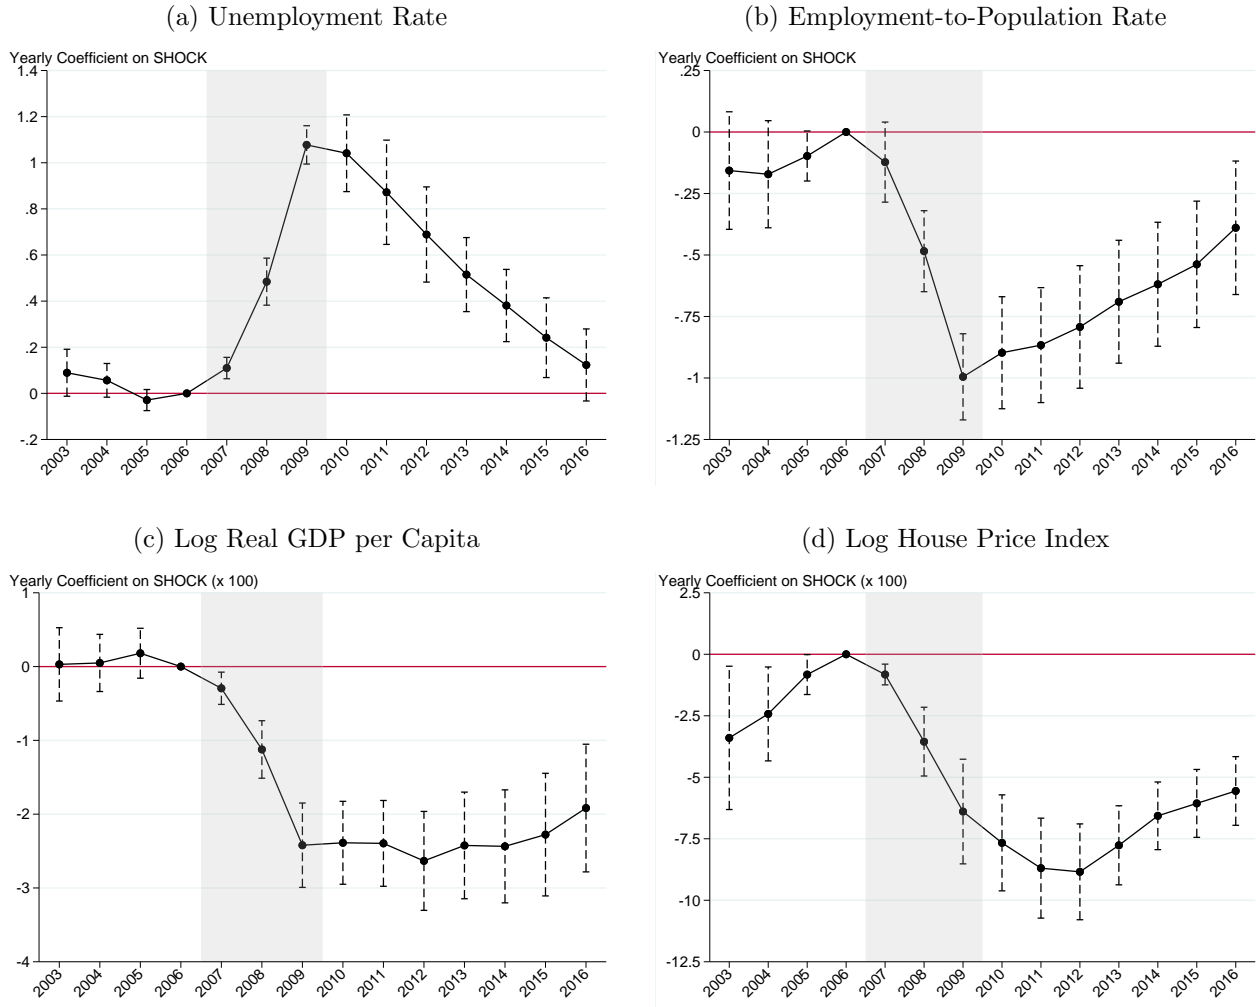 (a) Unemployment Rate
Yearly Coefficient on SHOCK
1.4
1.2
1
.8
.6
.4
.2
0
-.2
2003 2004 2005 2006 2007 2008 2009 2010 2011 2012 2013 2014 2015 2016
(b) Employment-to-Population Rate
Yearly Coefficient on SHOCK
.25
0
-.25
-.5
-.75
-1
-1.25
2003 2004 2005 2006 2007 2008 2009 2010 2011 2012 2013 2014 2015 2016
(c) Log Real GDP per Capita
Yearly Coefficient on SHOCK (x 100)
1
0
-1
-2
-3
-4
2003 2004 2005 2006 2007 2008 2009 2010 2011 2012 2013 2014 2015 2016
(d) Log House Price Index
Yearly Coefficient on SHOCK (x 100)
2.5
0
-2.5
-5
-7.5
-10
-12.5
2003 2004 2005 2006 2007 2008 2009 2010 2011 2012 2013 2014 2015 2016